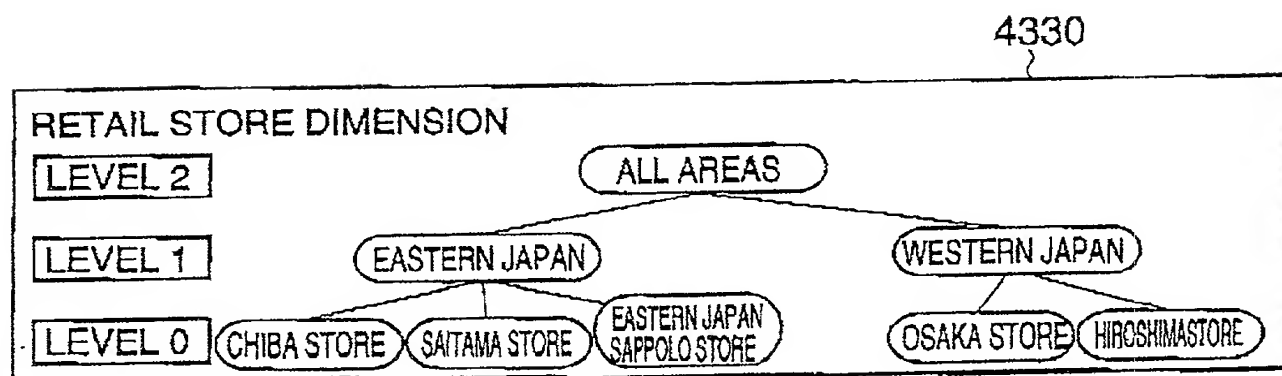 4330
RETAIL STORE DIMENSION
LEVEL 2 ALL AREAS
LEVEL 1 EASTERN JAPAN WESTERN JAPAN
LEVEL 0 CHIBA STORE SAITAMA STORE EASTERN JAPAN
SAPPOLO STORE OSAKA STORE HIROSHIMASTORE